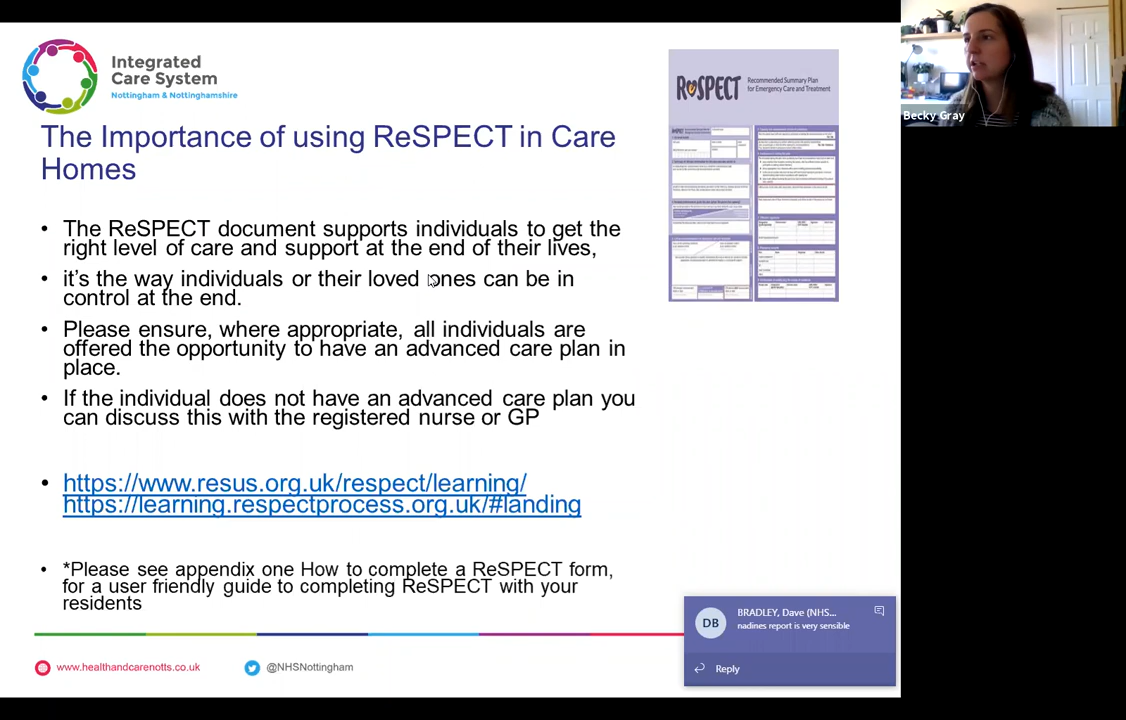 Integrated
Care System
Nottingham & Nottinghamshire
The Importance of using ReSPECT in Care
Homes
• The ReSPECT document supports individuals to get the
right level of care and support at the end of their lives,
• it's the way individuals or their loved ones can be in
control at the end.
• Please ensure, where appropriate, all individuals are
offered the opportunity to have an advanced care plan in
place.
• If the individual does not have an advanced care plan you
can discuss this with the registered nurse or GP
• https://www.resus.org.uk/respect/learning/
https://learning.respectprocess.org.uk/#landing
• *Please see appendix one How to complete a ReSPECT form,
for a user friendly guide to completing ReSPECT with your
residents
www.healthandcarenotts.co.uk
@NHSNottingham
ReSPECT
Recommended Summary Plan
for Emergency Care and Treatment
Becky Gray
DB
BRADLEY, Dave (NHS...
nadines report is very sensible
Reply